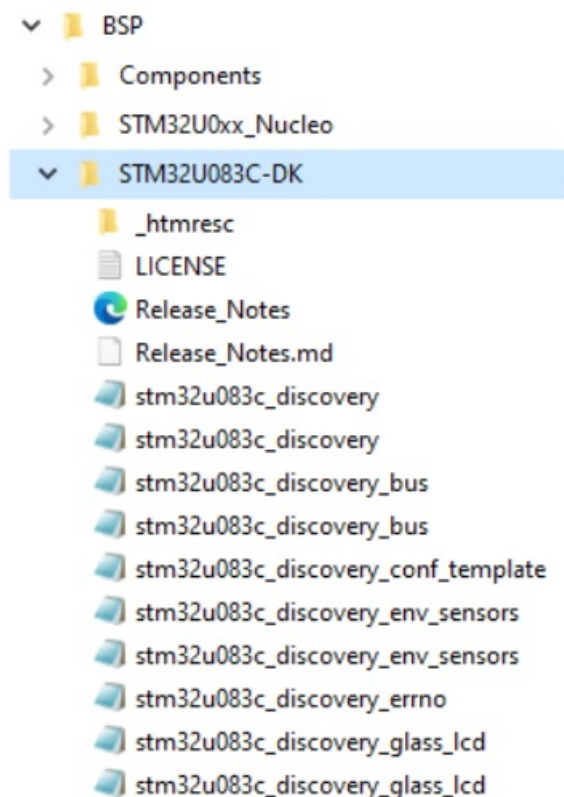 BSP
Components
STM32U0xx_Nucleo
STM32U083C-DK
_htmresc
LICENSE
Release_Notes
Release_Notes.md
stm32u083c_discovery
stm32u083c_discovery
stm32u083c_discovery_bus
stm32u083c_discovery_bus
stm32u083c_discovery_conf_template
stm32u083c_discovery_env_sensors
stm32u083c_discovery_env_sensors
stm32u083c_discovery_errno
stm32u083c_discovery_glass_lcd
stm32u083c_discovery_glass_lcd